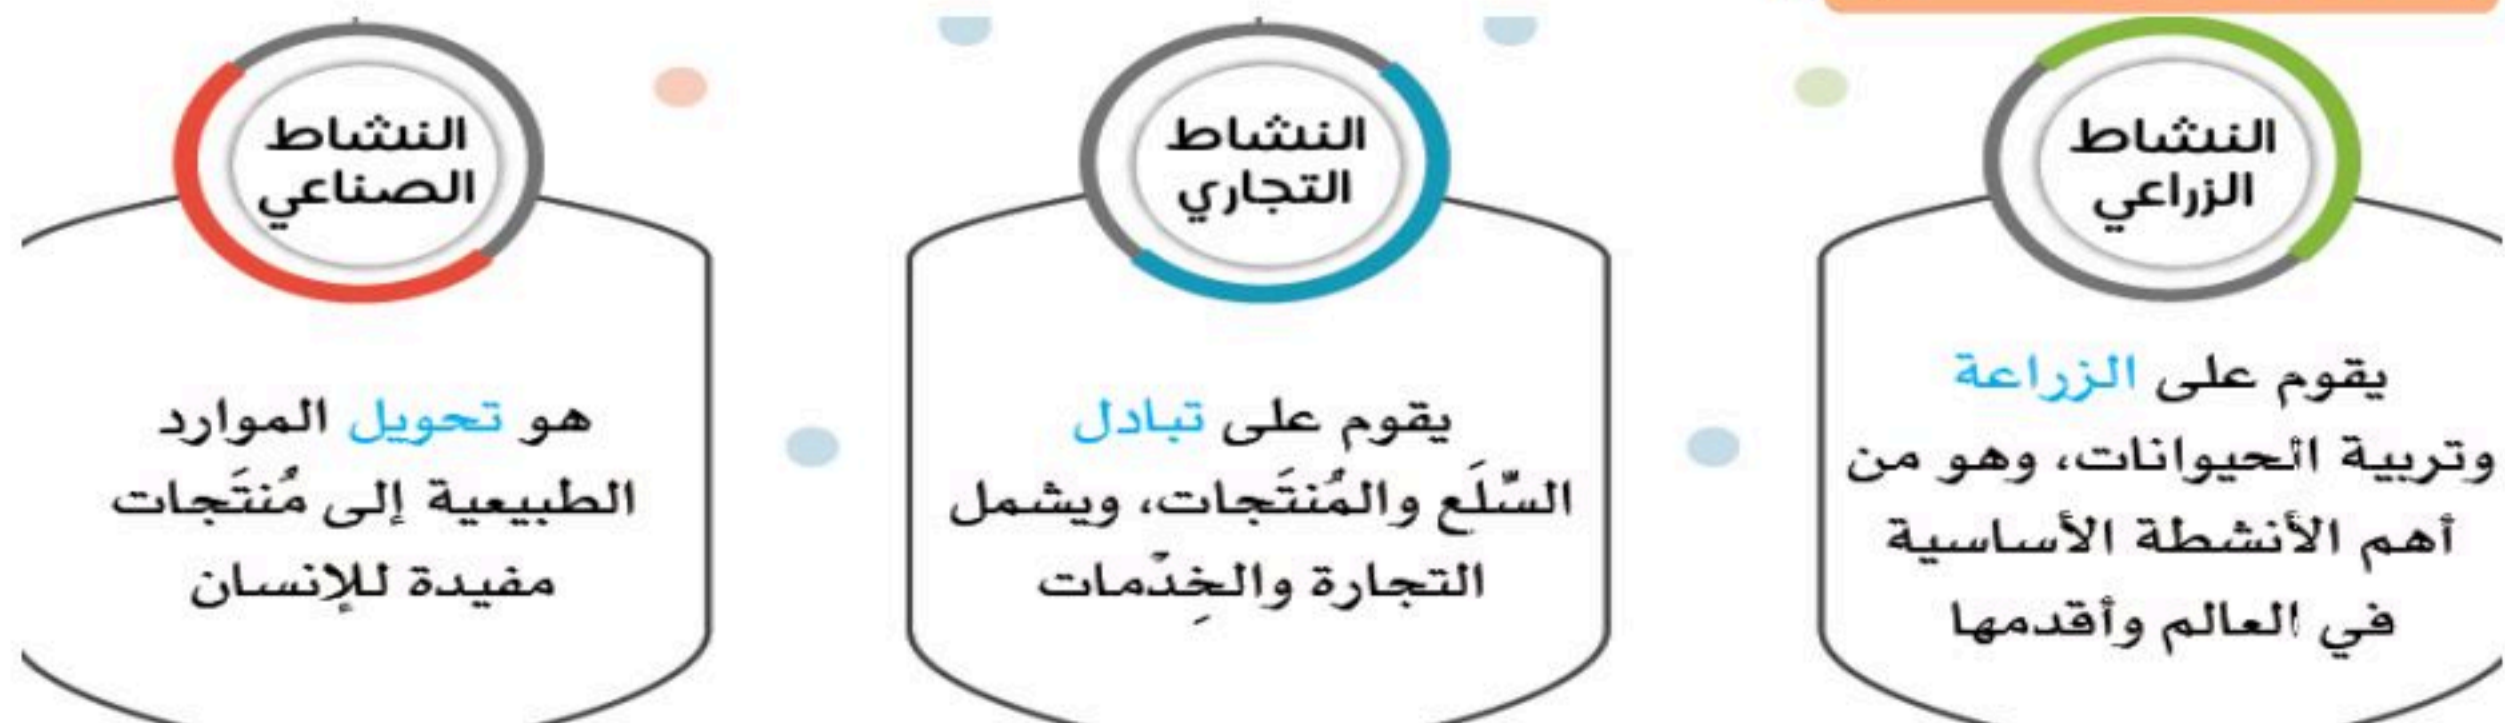 النشاط
الزراعي
يقوم على الزراعة
وتربية الحيوانات، وهو من
أهم الأنشطة الأساسية
في العالم وأقدمها
النشاط
التجاري
يقوم على تبادل
السّلَع والمُنتَجات، ويشمل
التجارة والخِدْمات
النشاط
الصناعي
هو تحويل الموارد
الطبيعية إلى مُنتَجات
مفيدة للإنسان